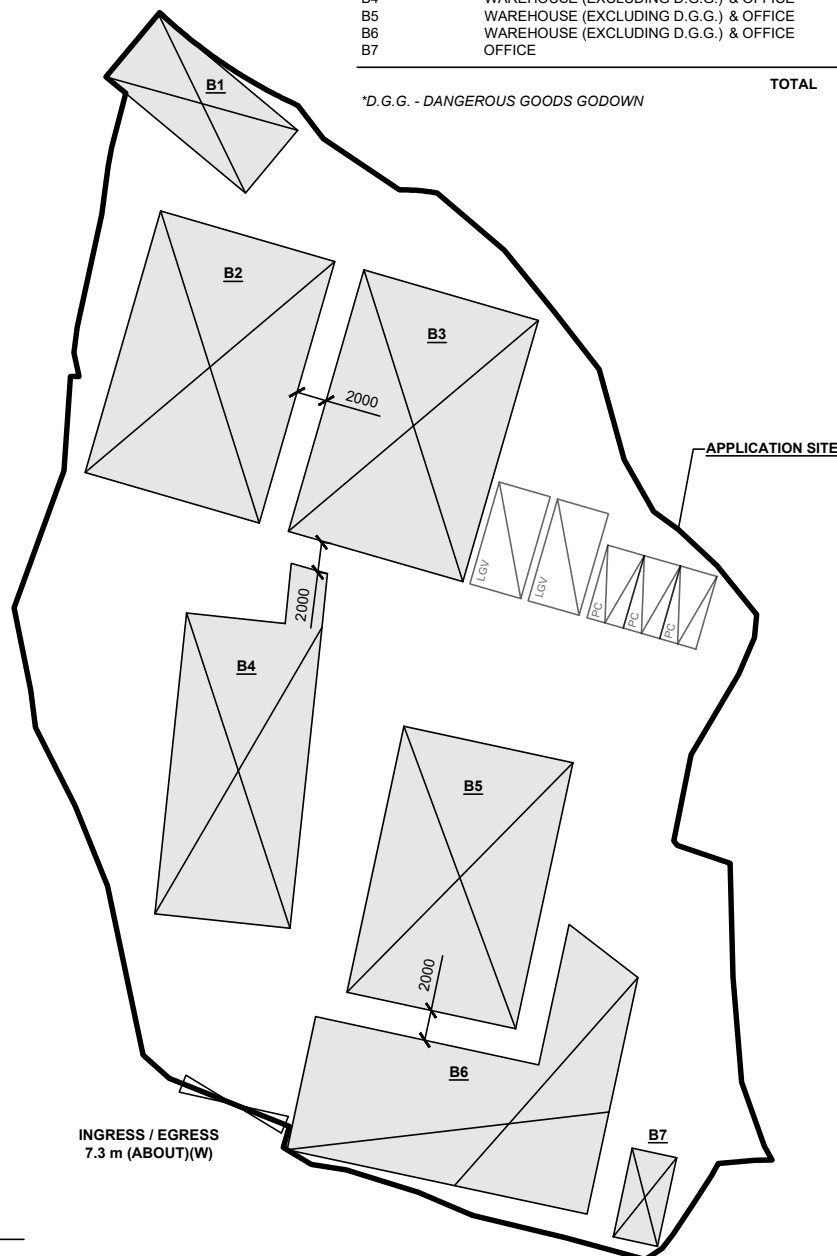 B4 WAREHOUSE (EXCLUDING D.G.G.) & OFFICE
B5 WAREHOUSE (EXCLUDING D.G.G.) & OFFICE
B6 WAREHOUSE (EXCLUDING D.G.G.) & OFFICE
B7 OFFICE
TOTAL
*D.G.G. - DANGEROUS GOODS GODOWN
B1
B2
B3
2000
APPLICATION SITE
LGV
LGV
PC
PC
PC
2000
B4
B5
2000
B6
B7
INGRESS / EGRESS
7.3 m (ABOUT)(W)